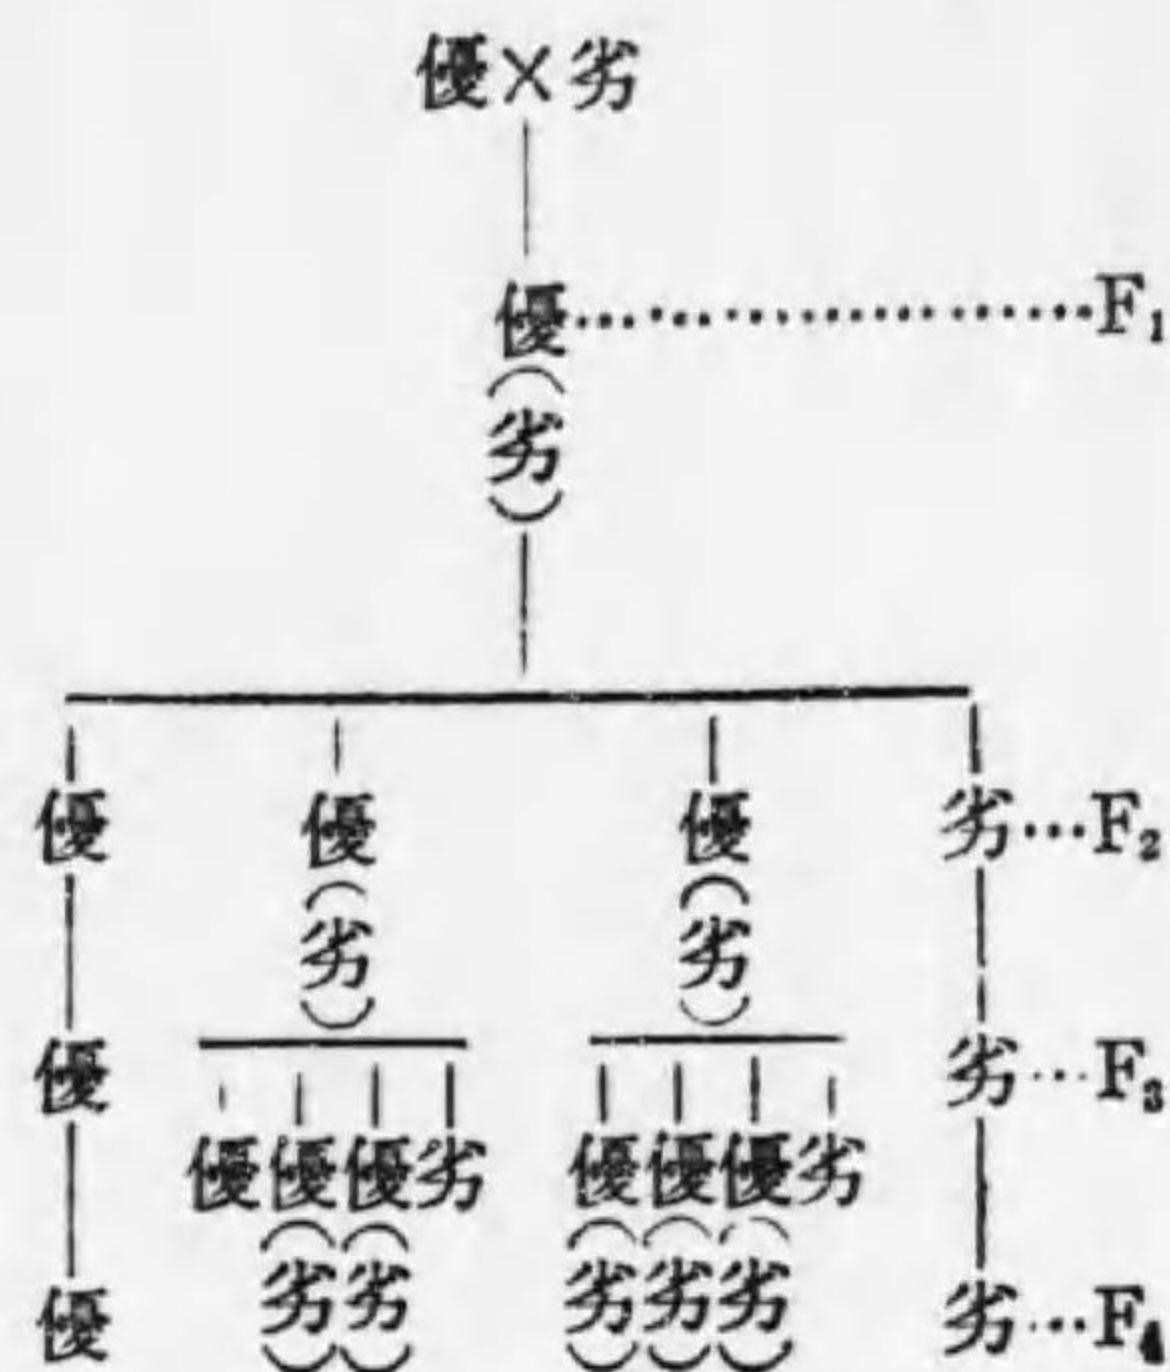 優×劣
優…………………F₁
(劣)
優 優 優 劣…F₂
(劣) (劣)
優 劣…F₃
優優優劣 優優優劣
(劣)(劣) (劣)(劣)(劣)
優 劣…F₄